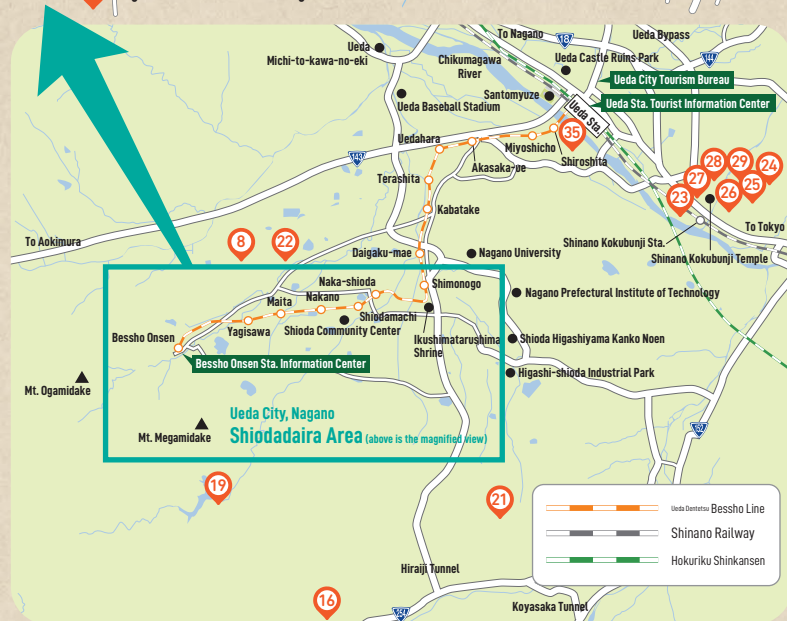 To Nagano
18
Ueda Bypass
Ueda
Michi-to-kawa-no-eki
Chikumagawa
River
Ueda Castle Ruins Park
144
Ueda City Tourism Bureau
Santomyuze
Ueda Baseball Stadium
Ueda Sta.
Ueda Sta. Tourist Information Center
Uedahara
Miyoshicho
35
Shiroshita
143
Akasaka-ue
28
29
24
27
25
26
23
Terashita
Kabatake
To Tokyo
To Aokimura
8
22
Daigaku-mae
Nagano University
Shinano Kokubunji Sta.
Shinano Kokubunji Temple
Naka-shioda
Shimonogo
Nakano
Maita
Nagano Prefectural Institute of Technology
Shiodamachi
Yagisawa
Shioda Community Center
Bessho Onsen
Ikushimatarushima
Shrine
Shioda Higashiyama Kanko Noen
Bessho Onsen Sta. Information Center
Higashi-shioda Industrial Park
Mt. Ogamidake
Ueda City, Nagano
Shiodadaira Area (above is the magnified view)
Mt. Megamidake
152
19
21
Ueda Dentetsu Bessho Line
Shinano Railway
Hokuriku Shinkansen
Hiraiji Tunnel
16
254
Koyasaka Tunnel